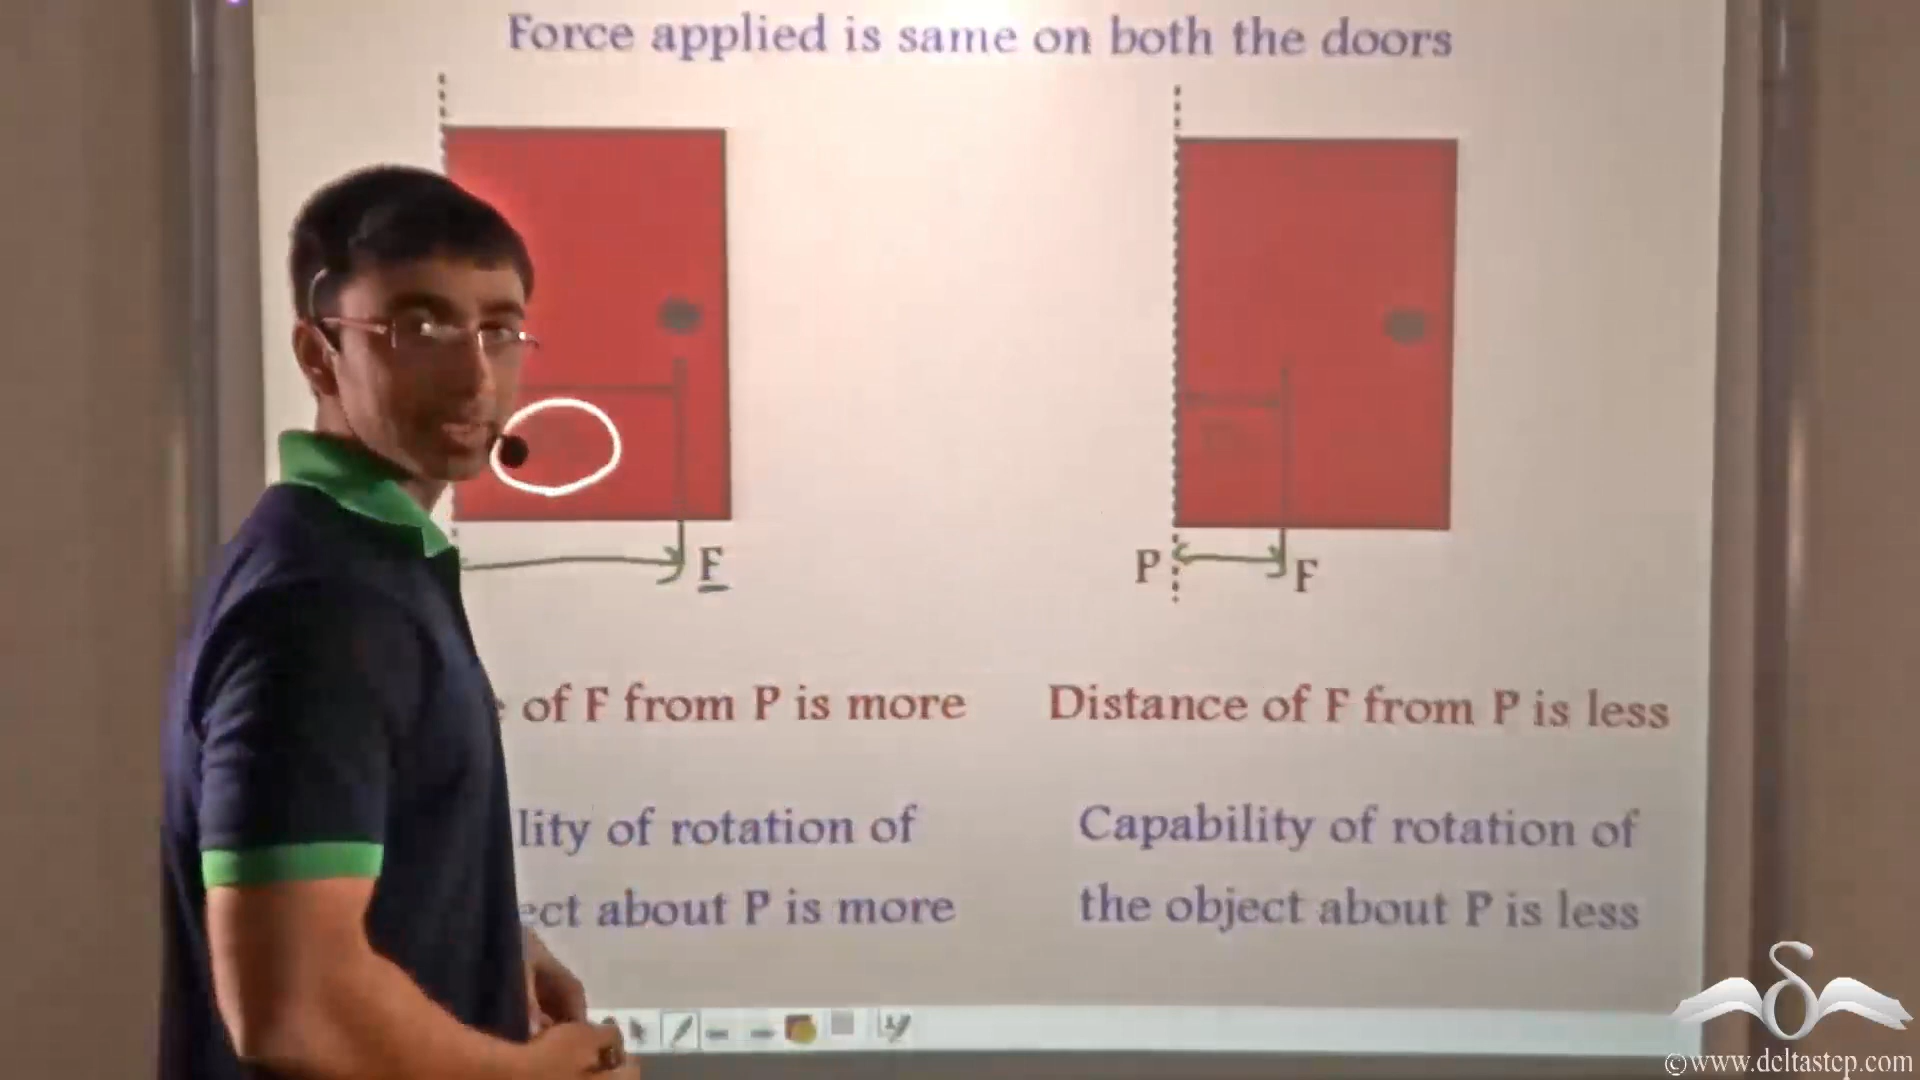 Force applied is same on both the doors
F
P
F
of F from P is more
Distance of F from P is less
lity of rotation of
Capability of rotation of
ect about P is more
the object about P is less
©www.deltastep.com